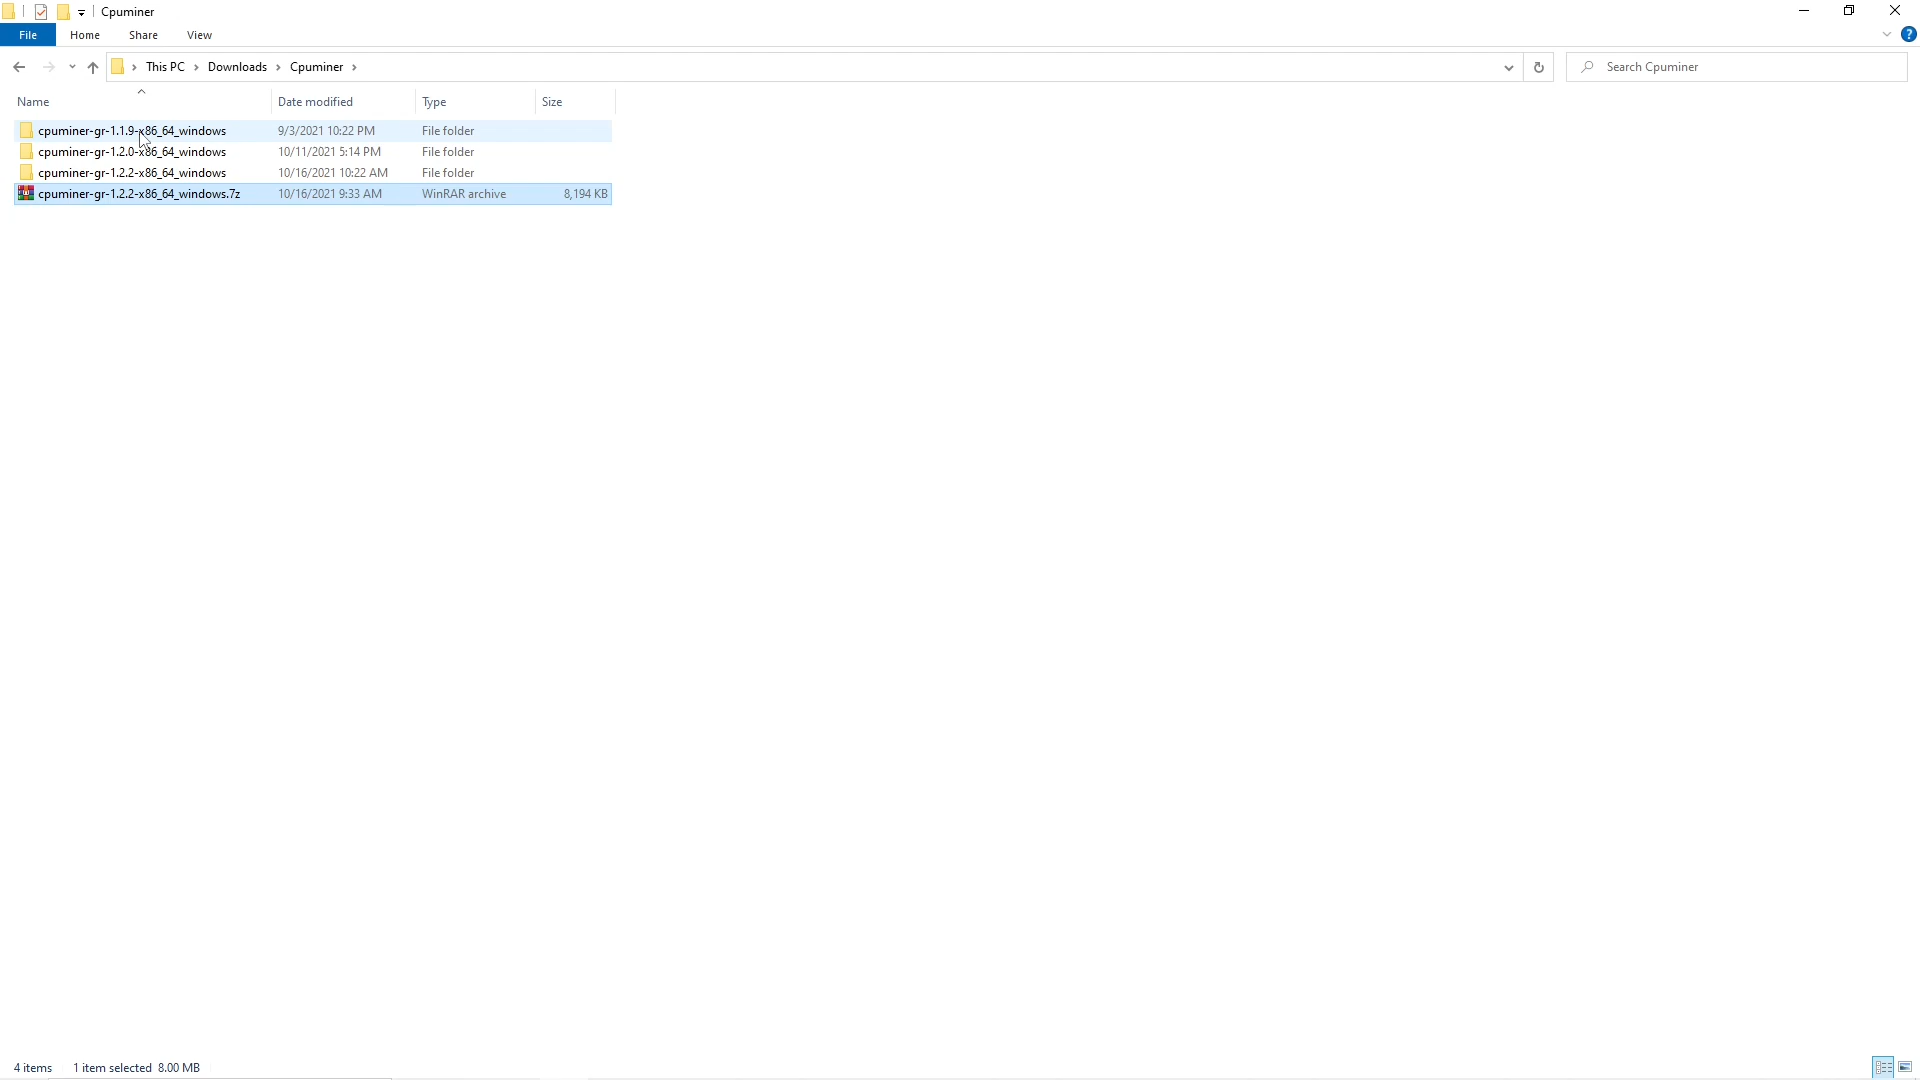 Cpuminer
File Home Share View
This PC > Downloads > Cpuminer >
Search Cpuminer
Name Date modified Type Size
cpuminer-gr-1.1.9-x86_64_windows 9/3/2021 10:22 PM File folder
cpuminer-gr-1.2.0-x86_64_windows 10/11/2021 5:14 PM File folder
cpuminer-gr-1.2.2-x86_64_windows 10/16/2021 10:22 AM File folder
cpuminer-gr-1.2.2-x86_64_windows.7z 10/16/2021 9:33 AM WinRAR archive 8,194 KB
4 items 1 item selected 8.00 MB